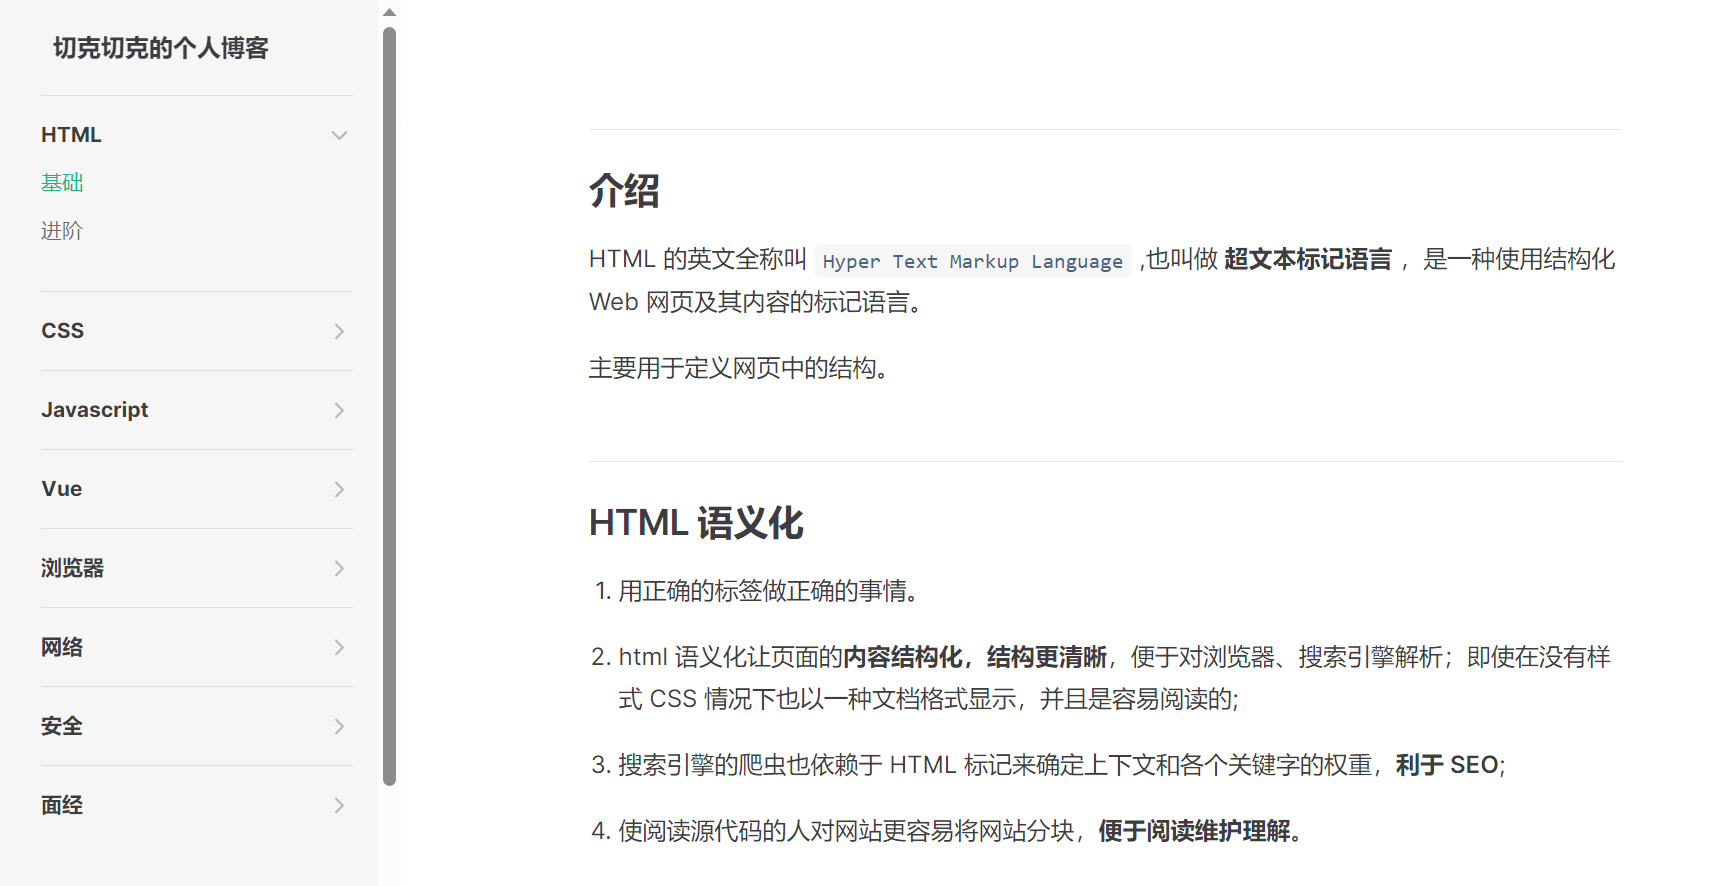 切克切克的个人博客
HTML
基础
进阶
CSS
Javascript
Vue
浏览器
网络
安全
面经
介绍
HTML 的英文全称叫 Hyper Text Markup Language ,也叫做 超文本标记语言 ，是一种使用结构化
Web 网页及其内容的标记语言。
主要用于定义网页中的结构。
HTML 语义化
1. 用正确的标签做正确的事情。
2. html 语义化让页面的内容结构化，结构更清晰，便于对浏览器、搜索引擎解析；即使在没有样
式 CSS 情况下也以一种文档格式显示，并且是容易阅读的;
3. 搜索引擎的爬虫也依赖于 HTML 标记来确定上下文和各个关键字的权重，利于 SEO;
4. 使阅读源代码的人对网站更容易将网站分块，便于阅读维护理解。